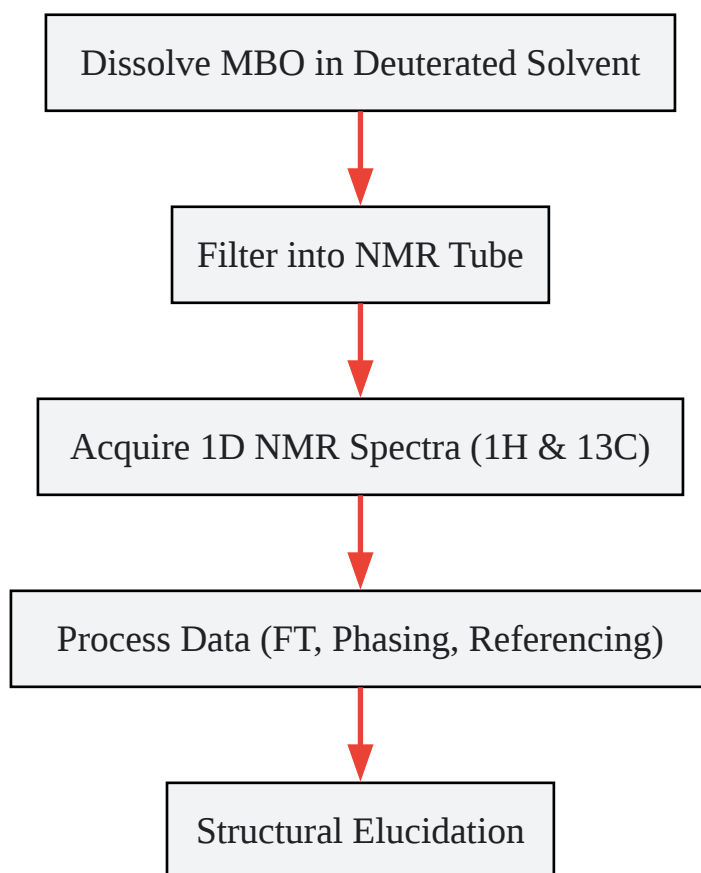 Dissolve MBO in Deuterated Solvent
Filter into NMR Tube
Acquire 1D NMR Spectra (1H & 13C)
Process Data (FT, Phasing, Referencing)
Structural Elucidation